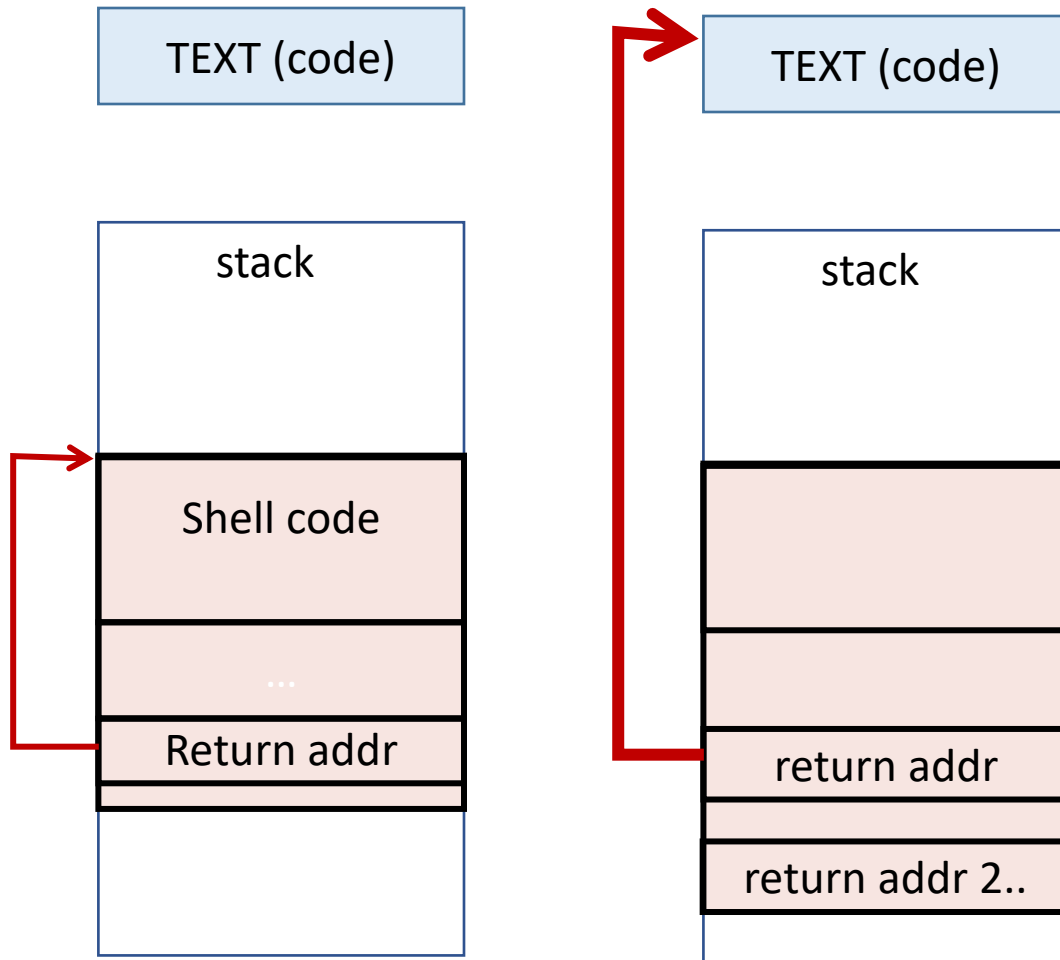 TEXT (code)
stack
Shell code
...
Return addr
TEXT (code)
stack
return addr
return addr 2..